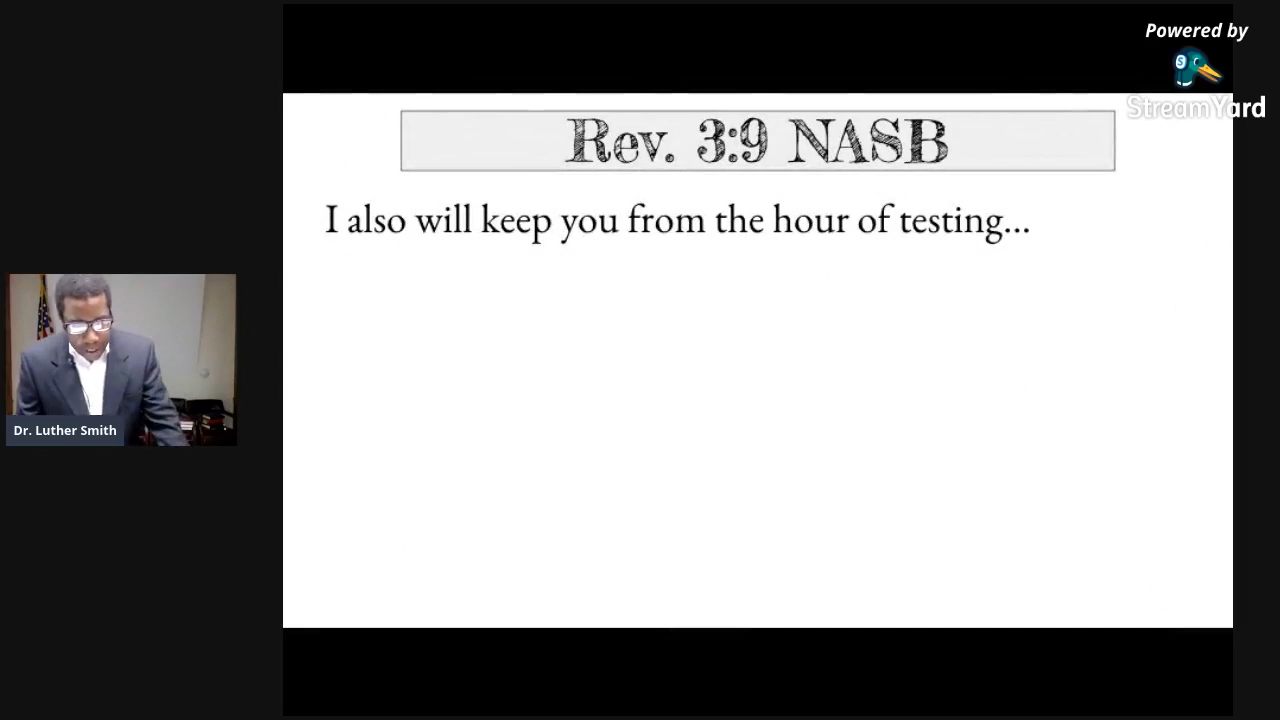 Powered by
StreamYard
Rev. 3:9 NASB
I also will keep you from the hour of testing...
Dr. Luther Smith